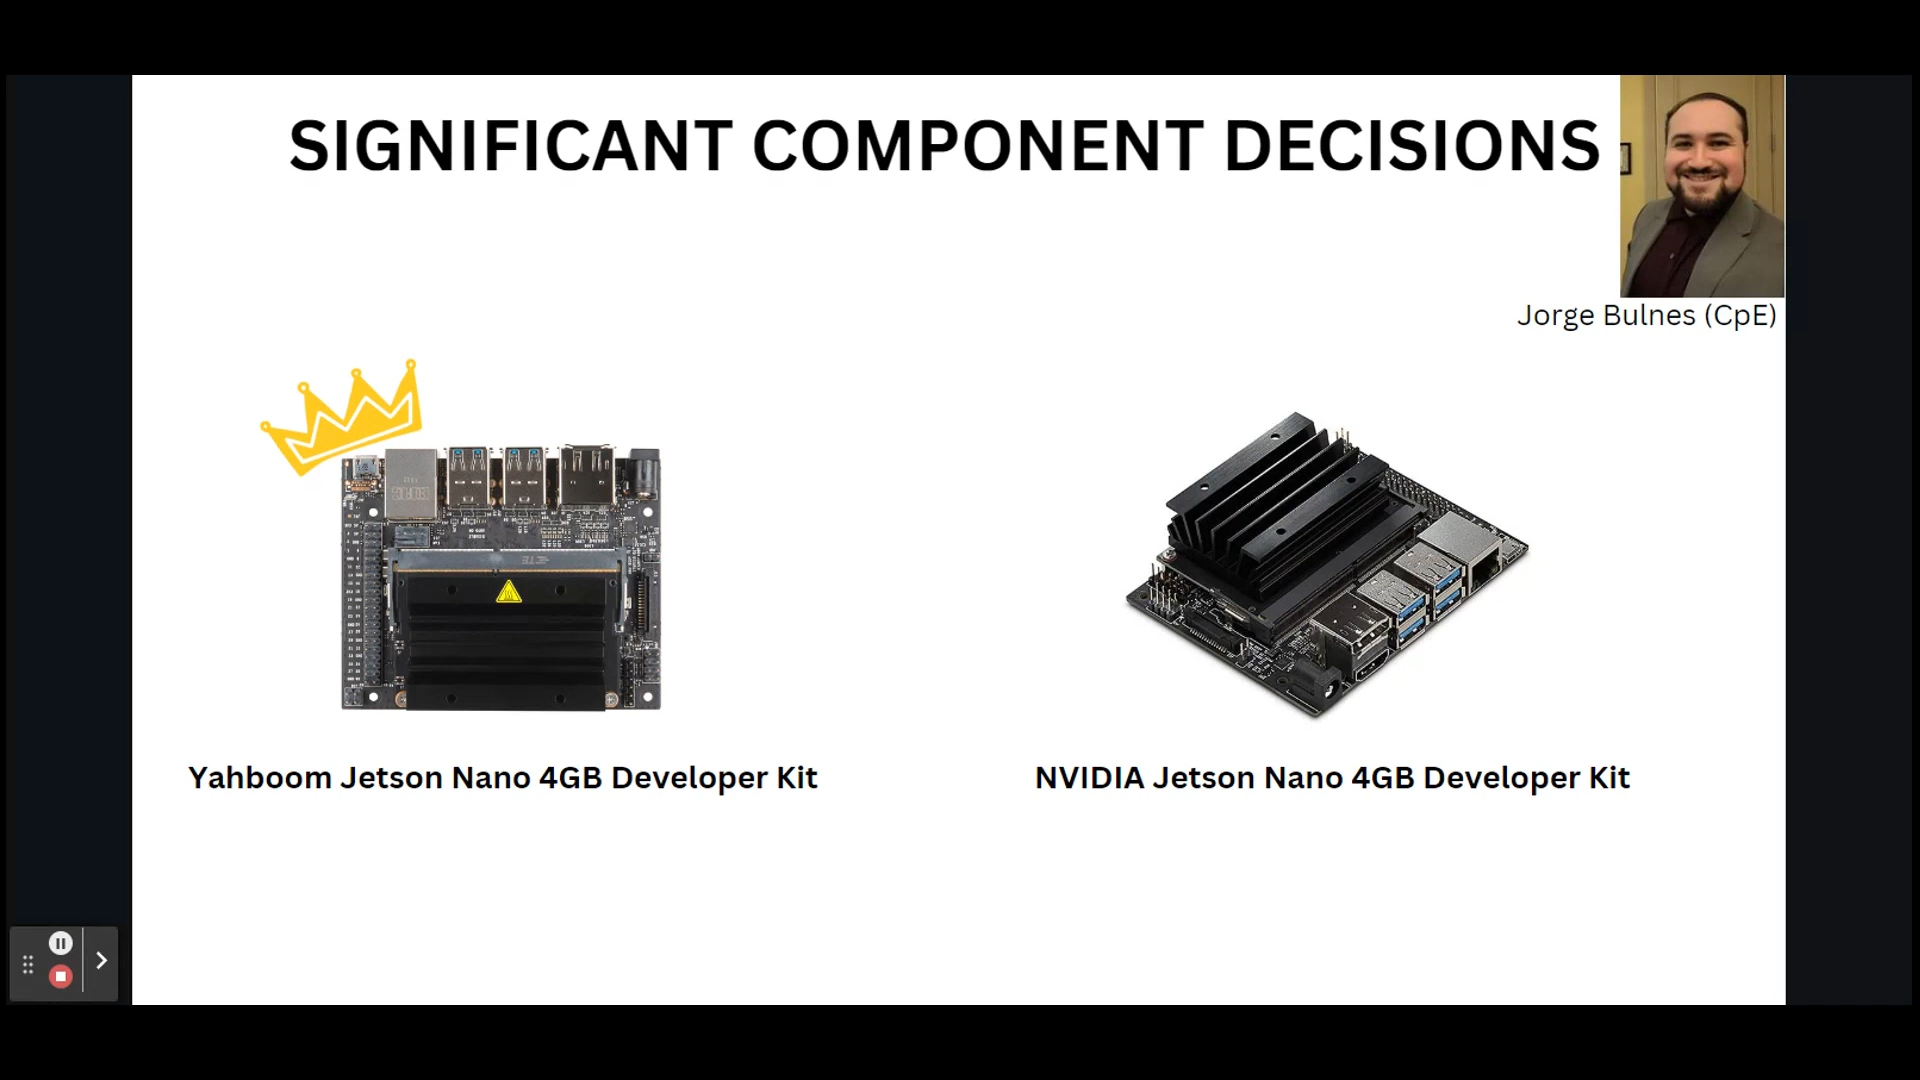 SIGNIFICANT COMPONENT DECISIONS
Jorge Bulnes (CpE)
Yahboom Jetson Nano 4GB Developer Kit
NVIDIA Jetson Nano 4GB Developer Kit